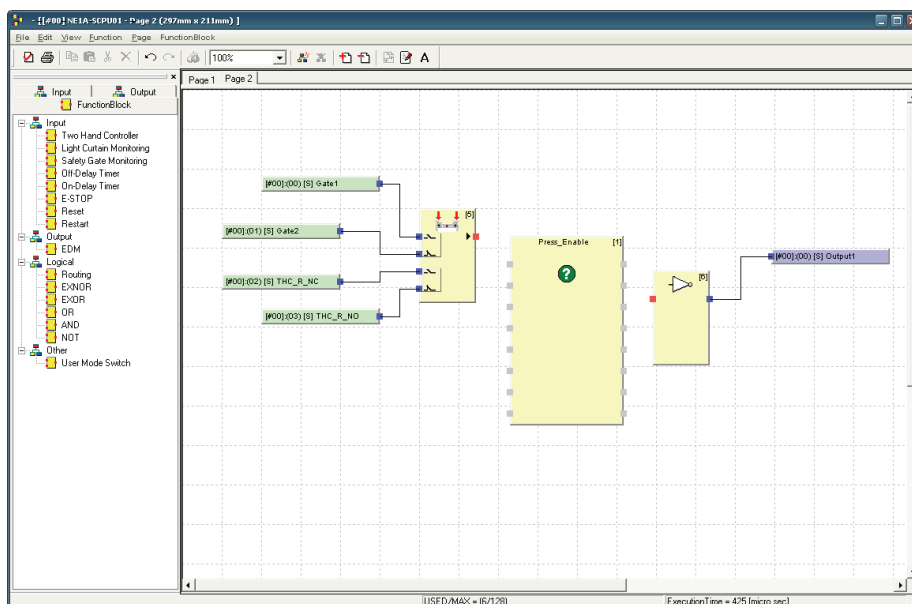 - [[#00] NE1A-SCPU01 - Page 2 (297mm x 211mm) ]
File Edit View Function Page FunctionBlock
100%
A
Page 1 Page 2
Input Output
FunctionBlock
Input
Two Hand Controller
Light Curtain Monitoring
Safety Gate Monitoring
Off-Delay Timer
On-Delay Timer
E-STOP
Reset
Restart
Output
EDM
Logical
Routing
EXNOR
EXOR
OR
AND
NOT
Other
User Mode Switch
[#00]:(00) [S] Gate1
[#00]:(01) [S] Gate2
[#00]:(02) [S] THC_R_NC
[#00]:(03) [S] THC_R_NO
[5]
Press_Enable [1]
?
[6]
[#00]:(00) [S] Output1
USED/MAX = (6/128)
ExecutionTime = 425 [micro sec]